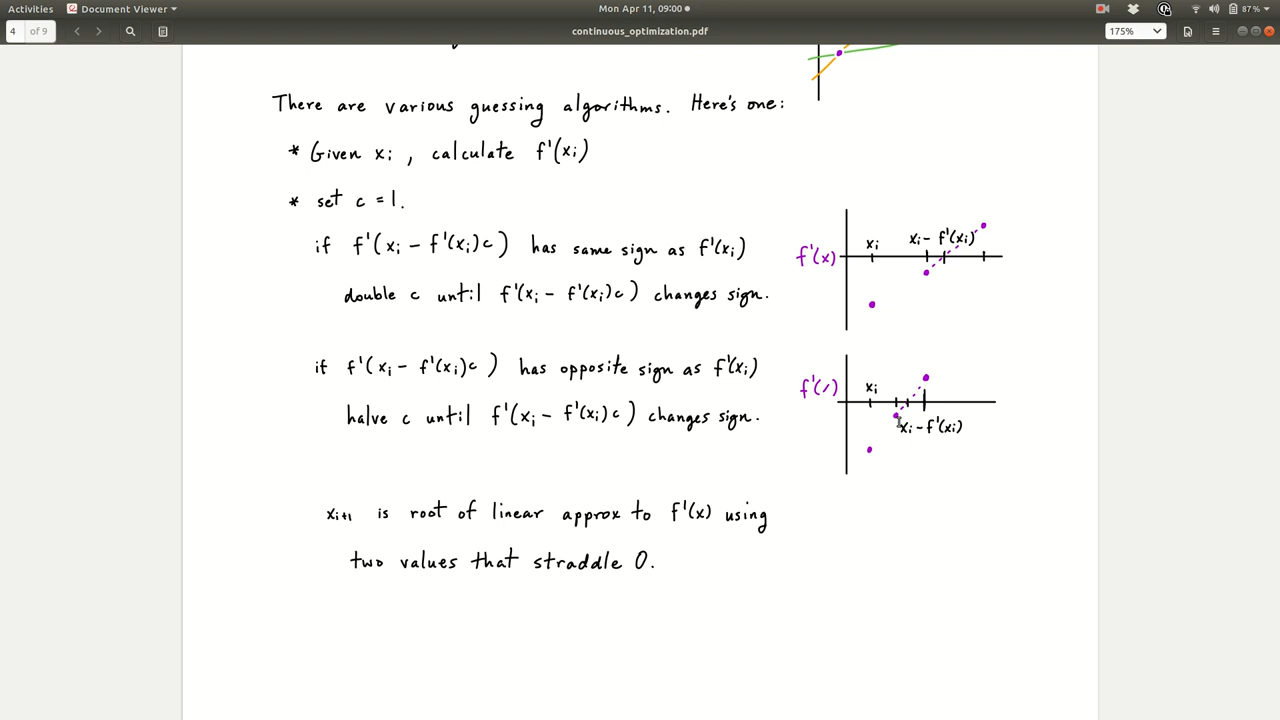 Activities
Document Viewer
Mon Apr 11, 09:00
87%
4 of 9
continuous_optimization.pdf
175%
There are various guessing algorithms. Here's one:
* Given xᵢ, calculate f'(xᵢ)
* set c = 1.
if f'(xᵢ - f'(xᵢ)c) has same sign as f'(xᵢ)
double c until f'(xᵢ - f'(xᵢ)c) changes sign.
f'(x)
xᵢ
xᵢ - f'(xᵢ)
if f'(xᵢ - f'(xᵢ)c) has opposite sign as f'(xᵢ)
halve c until f'(xᵢ - f'(xᵢ)c) changes sign.
xᵢ
xᵢ - f'(xᵢ)
xᵢ₊₁ is root of linear approx to f'(x) using
two values that straddle 0.